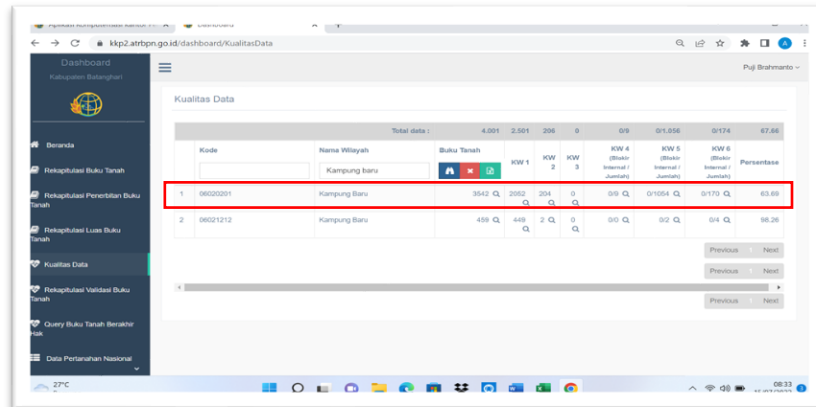 Dashboard
kkp2.atrbpn.go.id/dashboard/KualitasData
Dashboard
Kabupaten Batanghari
Puji Brahmanto
Kualitas Data
Total data : 4.001 2.501 206 0 0/9 0/1.056 0/174 67.66
Kode Nama Wilayah Buku Tanah KW 1 KW 2 KW 3 KW 4 (Blokir Internal / Jumlah) KW 5 (Blokir Internal / Jumlah) KW 6 (Blokir Internal / Jumlah) Persentase
Kampung baru
1 06020201 Kampung Baru 3542 2052 204 0 0/9 0/1054 0/170 63.69
2 06021212 Kampung Baru 459 449 2 0 0/0 0/2 0/4 98.26
Previous 1 Next
Previous 1 Next
Previous 1 Next
Beranda
Rekapitulasi Buku Tanah
Rekapitulasi Penerbitan Buku
Tanah
Rekapitulasi Luas Buku
Tanah
Kualitas Data
Rekapitulasi Validasi Buku
Tanah
Query Buku Tanah Berakhir
Hak
Data Pertanahan Nasional
27°C
08:33